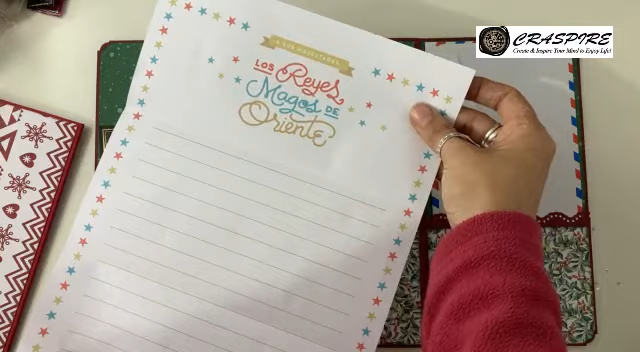 A SUS MAJESTADES
LOS Reyes
Magos DE
Oriente
CRASPIRE
Create & Inspire Your Mind to Enjoy Life!